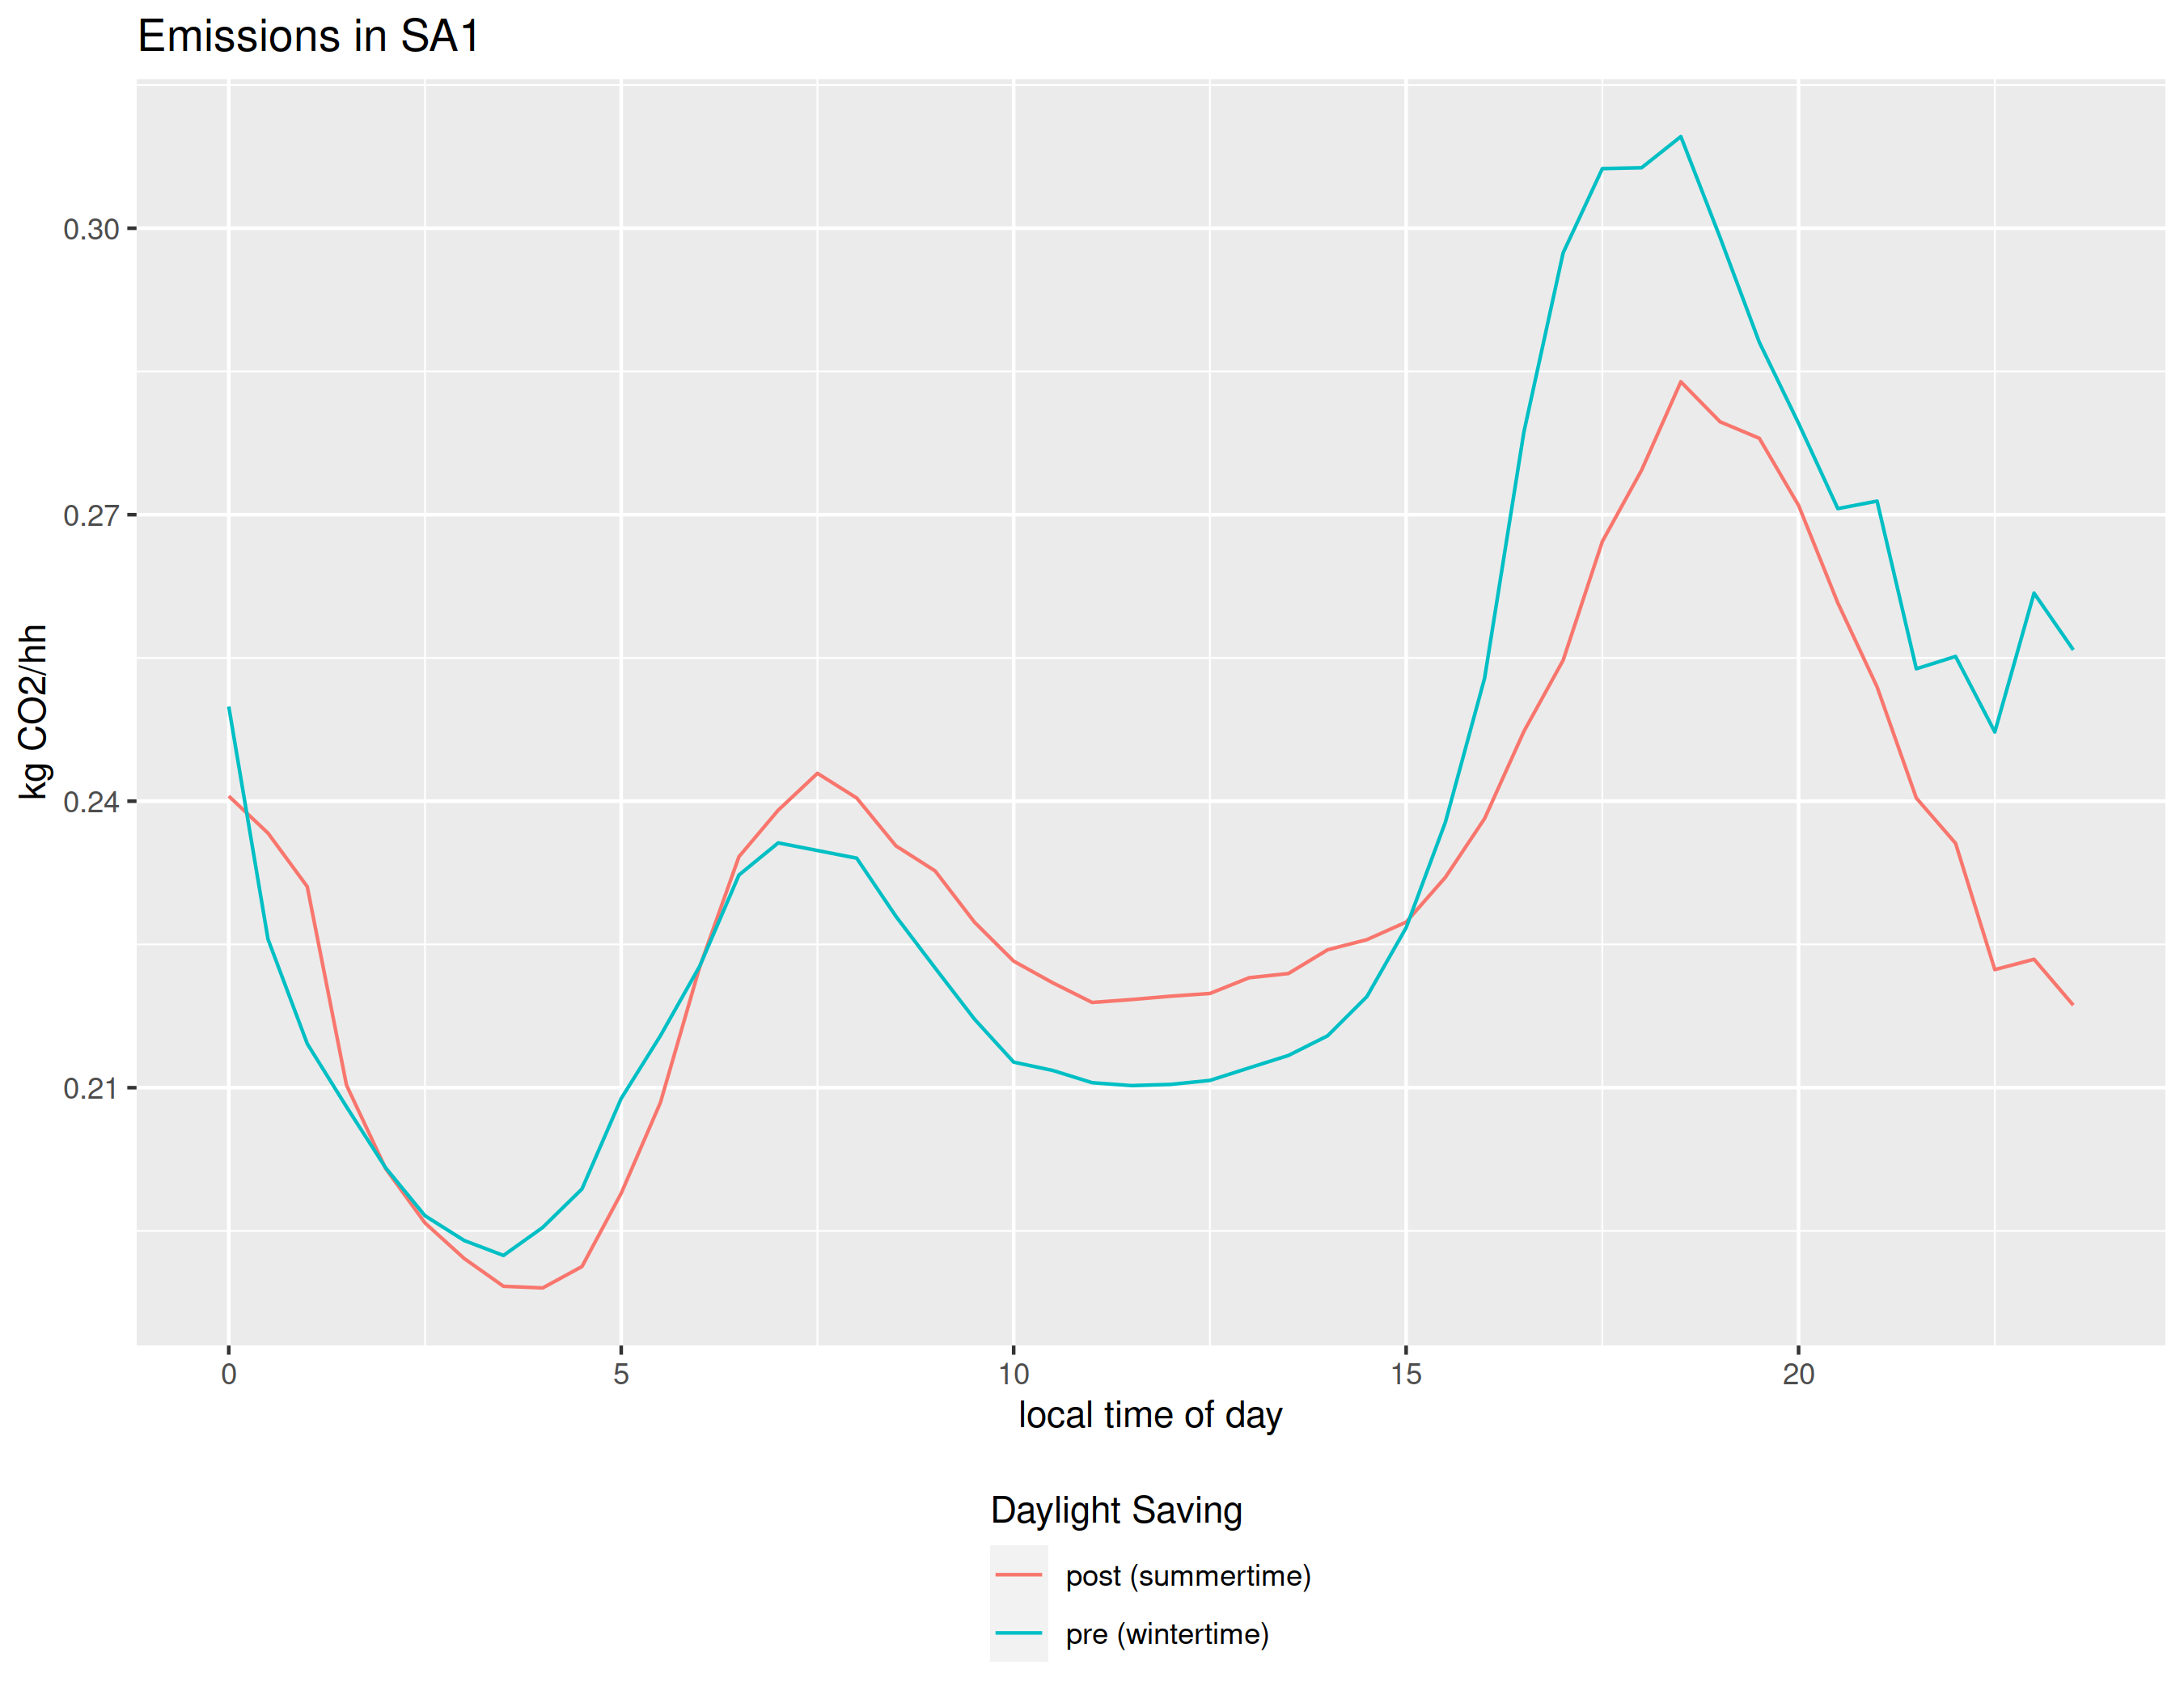 Emissions in SA1
kg CO2/hh
0.30
0.27
0.24
0.21
0 5 10 15 20
local time of day
Daylight Saving
post (summertime)
pre (wintertime)